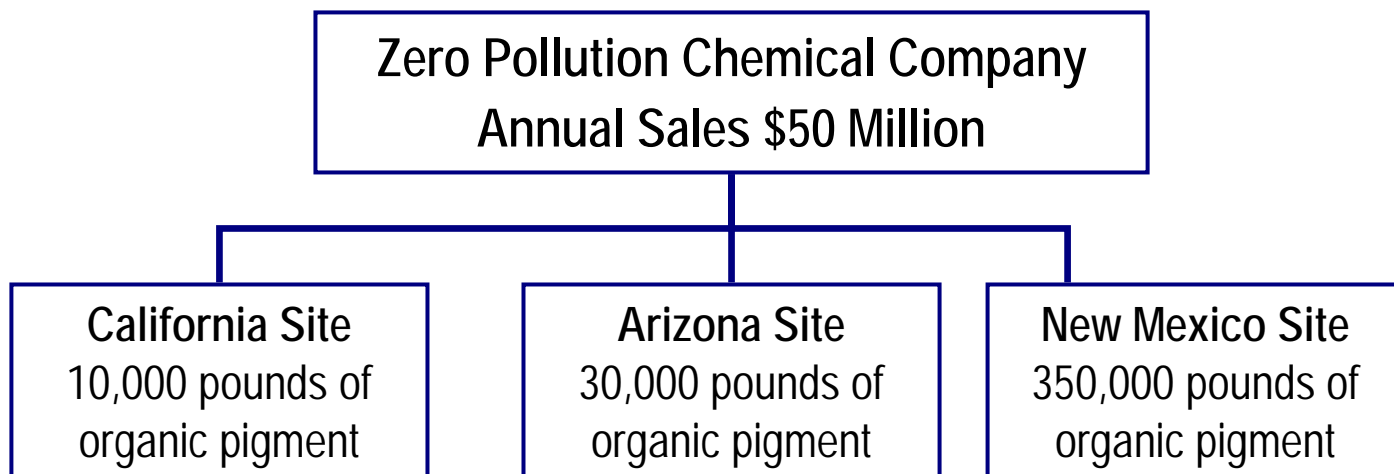 Zero Pollution Chemical Company
Annual Sales $50 Million
California Site
10,000 pounds of
organic pigment
Arizona Site
30,000 pounds of
organic pigment
New Mexico Site
350,000 pounds of
organic pigment